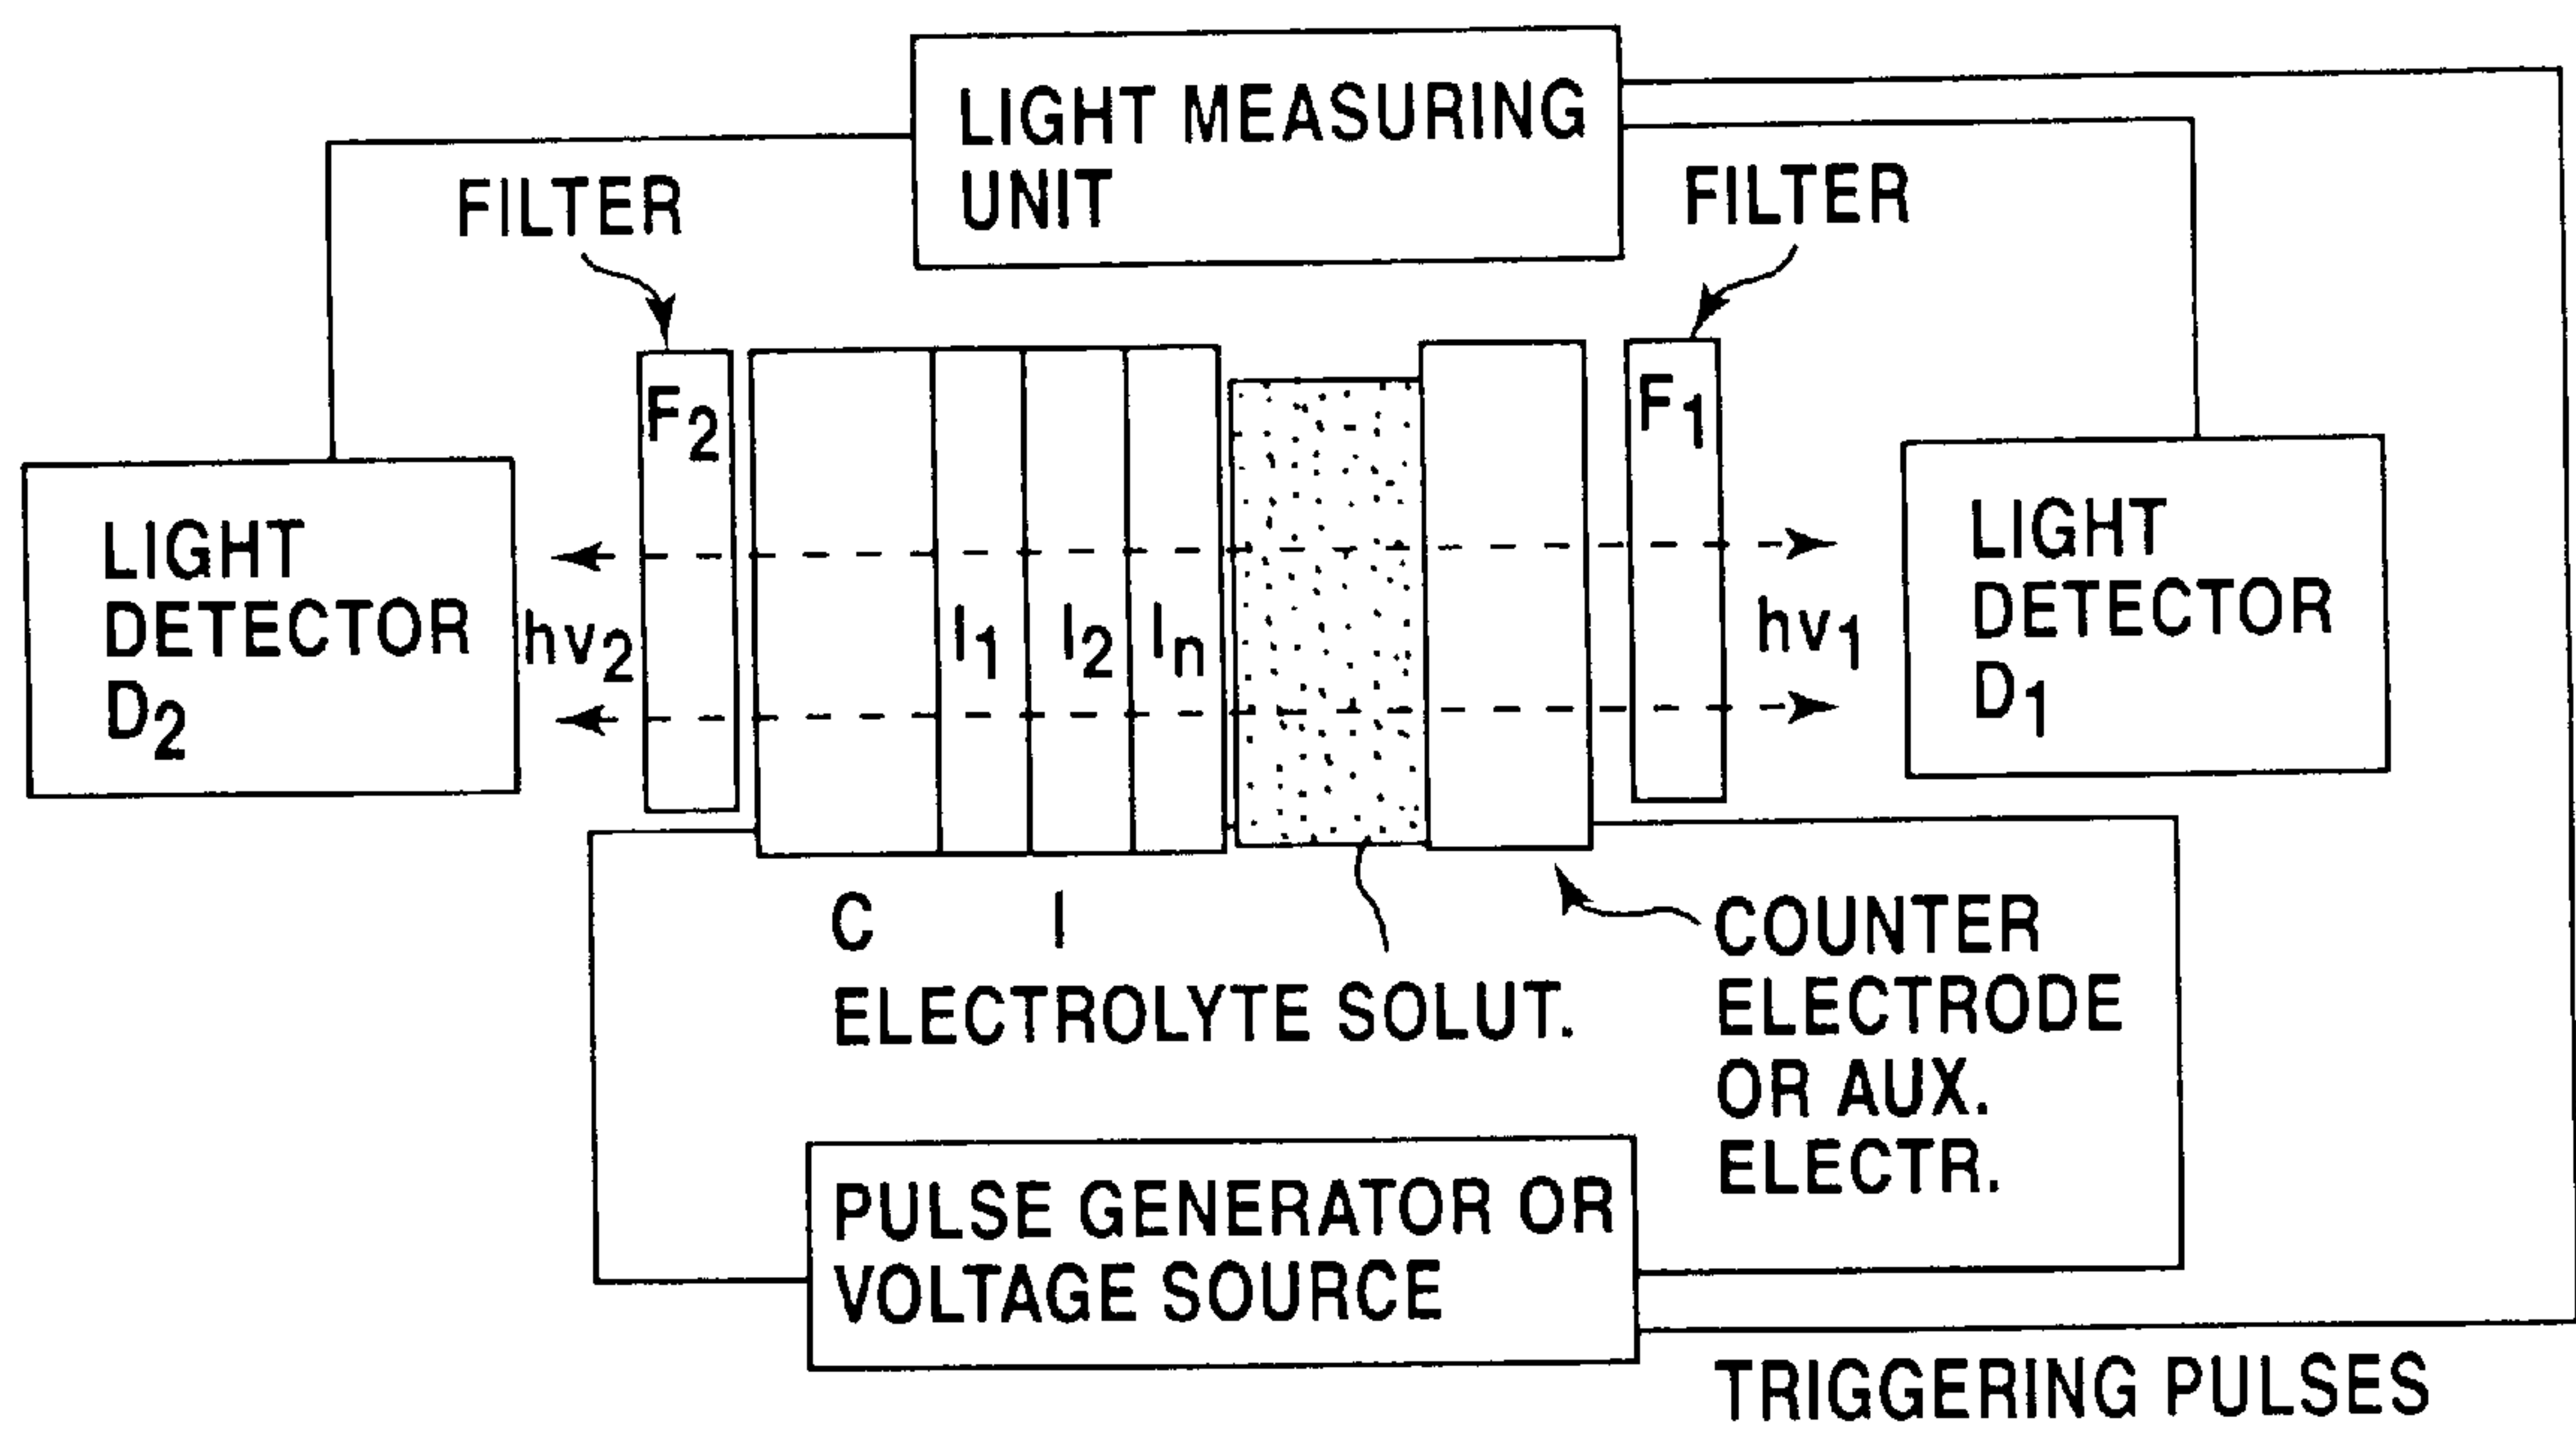 LIGHT MEASURING
UNIT
FILTER
FILTER
F2
F1
LIGHT
DETECTOR
D2
hv2
I1
I2
In
hv1
LIGHT
DETECTOR
D1
C
I
ELECTROLYTE SOLUT.
COUNTER
ELECTRODE
OR AUX.
ELECTR.
PULSE GENERATOR OR
VOLTAGE SOURCE
TRIGGERING PULSES